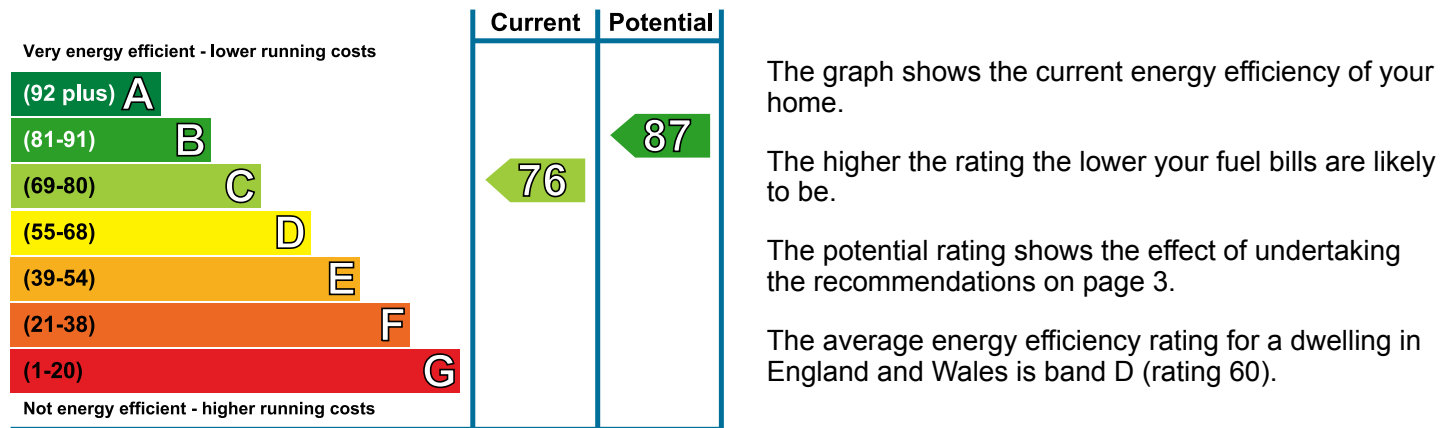 Current Potential
Very energy efficient - lower running costs
(92 plus) A
(81-91) B
87
(69-80) C
76
(55-68) D
(39-54) E
(21-38) F
(1-20) G
Not energy efficient - higher running costs
The graph shows the current energy efficiency of your
home.
The higher the rating the lower your fuel bills are likely
to be.
The potential rating shows the effect of undertaking
the recommendations on page 3.
The average energy efficiency rating for a dwelling in
England and Wales is band D (rating 60).